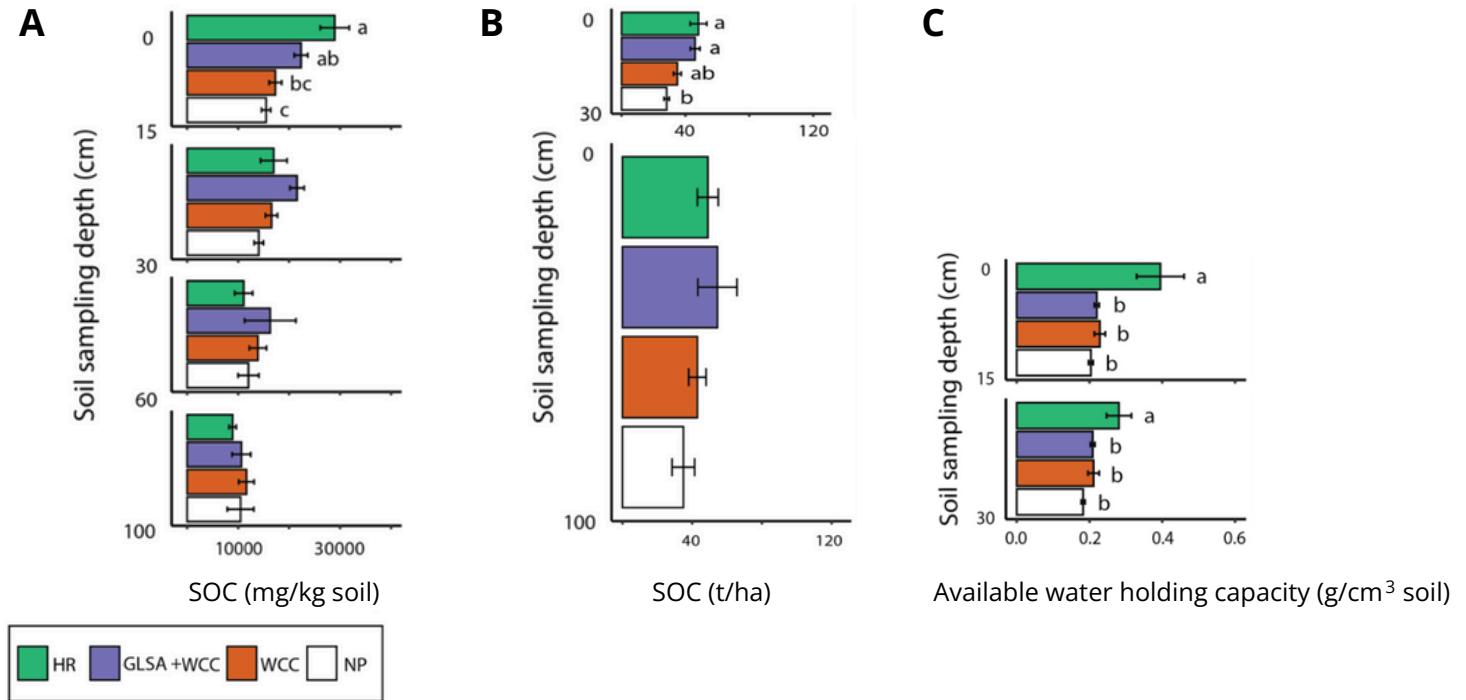 A
Soil sampling depth (cm)
0
a
ab
bc
c
15
30
60
100
10000 30000
SOC (mg/kg soil)
B
Soil sampling depth (cm)
0
a
a
ab
b
30
40 120
0
100
40 120
SOC (t/ha)
C
Soil sampling depth (cm)
0
a
b
b
b
15
a
b
b
b
30
0.0 0.2 0.4 0.6
Available water holding capacity (g/cm³ soil)
HR GLSA +WCC WCC NP